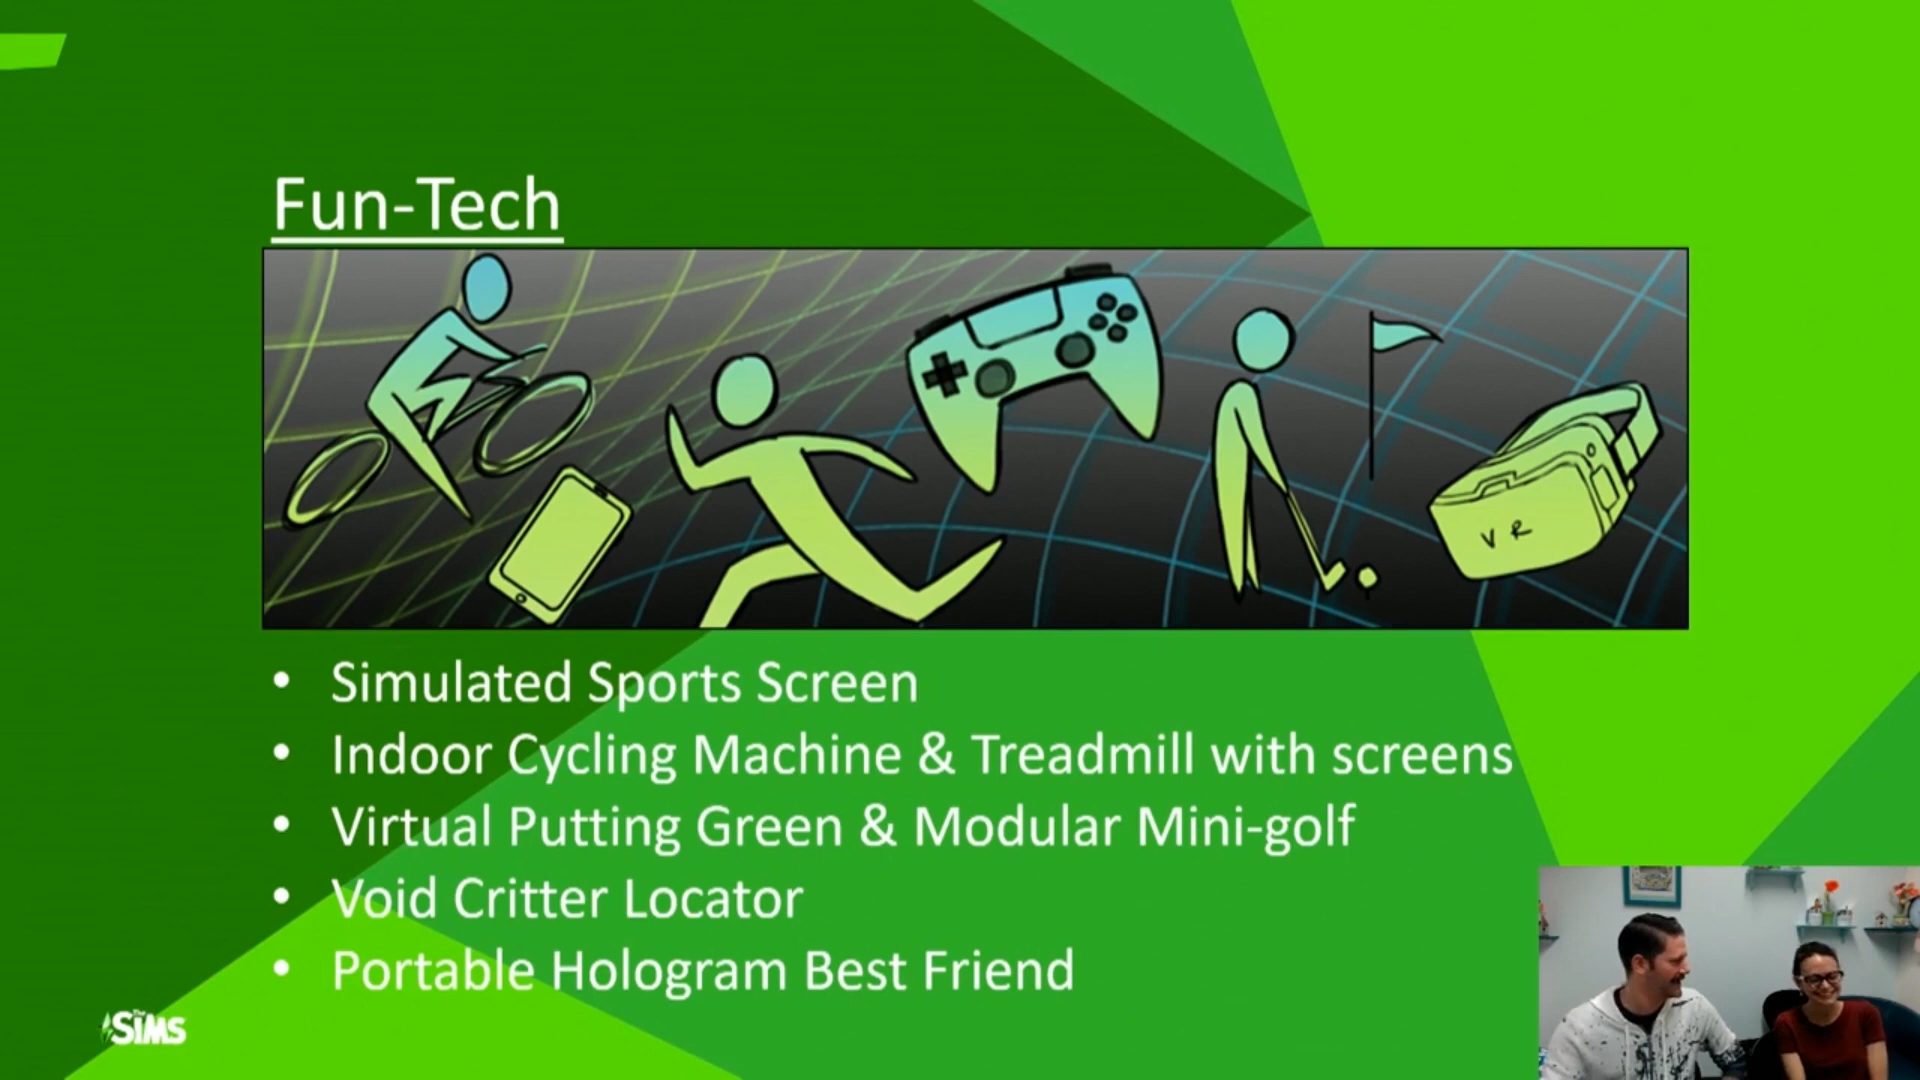 Fun-Tech
VR
• Simulated Sports Screen
• Indoor Cycling Machine & Treadmill with screens
• Virtual Putting Green & Modular Mini-golf
• Void Critter Locator
• Portable Hologram Best Friend
The SiMS